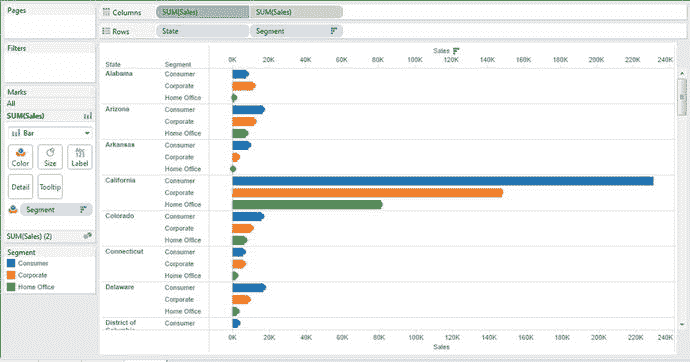 Pages
Columns SUM(Sales) SUM(Sales)
Rows State Segment
Filters
Marks
All
SUM(Sales)
Bar
Color Size Label
Abc
123
Detail Tooltip
Segment
SUM(Sales) (2)
Segment
Consumer
Corporate
Home Office
Sales
State Segment 0K 20K 40K 60K 80K 100K 120K 140K 160K 180K 200K 220K 240K
Alabama Consumer
Corporate
Home Office
Arizona Consumer
Corporate
Home Office
Arkansas Consumer
Corporate
Home Office
California Consumer
Corporate
Home Office
Colorado Consumer
Corporate
Home Office
Connecticut Consumer
Corporate
Home Office
Delaware Consumer
Corporate
Home Office
District of Consumer
Columbia
0K 20K 40K 60K 80K 100K 120K 140K 160K 180K 200K 220K 240K
Sales